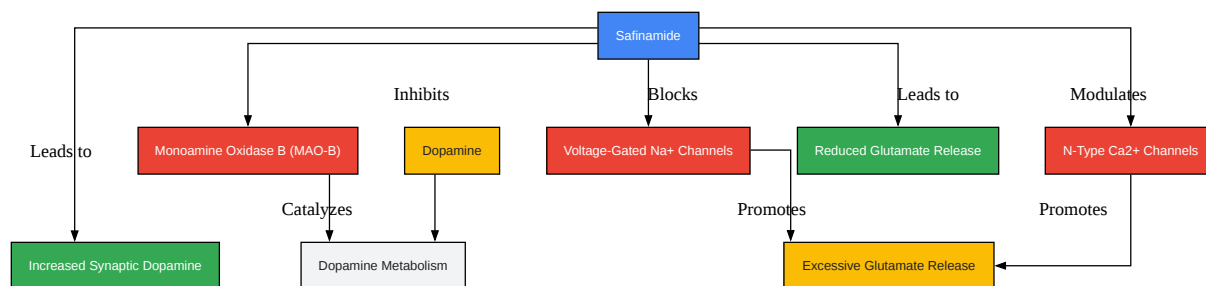 Safinamide
Inhibits
Blocks
Leads to
Modulates
Leads to
Monoamine Oxidase B (MAO-B)
Dopamine
Voltage-Gated Na+ Channels
Reduced Glutamate Release
N-Type Ca2+ Channels
Catalyzes
Promotes
Promotes
Increased Synaptic Dopamine
Dopamine Metabolism
Excessive Glutamate Release